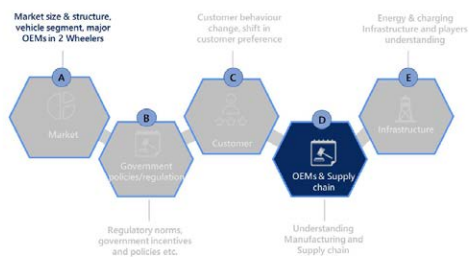 Market size & structure,
vehicle segment, major
OEMs in 2 Wheelers
Customer behaviour
change, shift in
customer preference
Energy & charging
Infrastructure and players
understanding
A
C
E
Market
B
Customer
D
Infrastructure
Government
policies/regulation
OEMs & Supply
chain
Regulatory norms,
government incentives
and policies etc.
Understanding
Manufacturing and
Supply chain